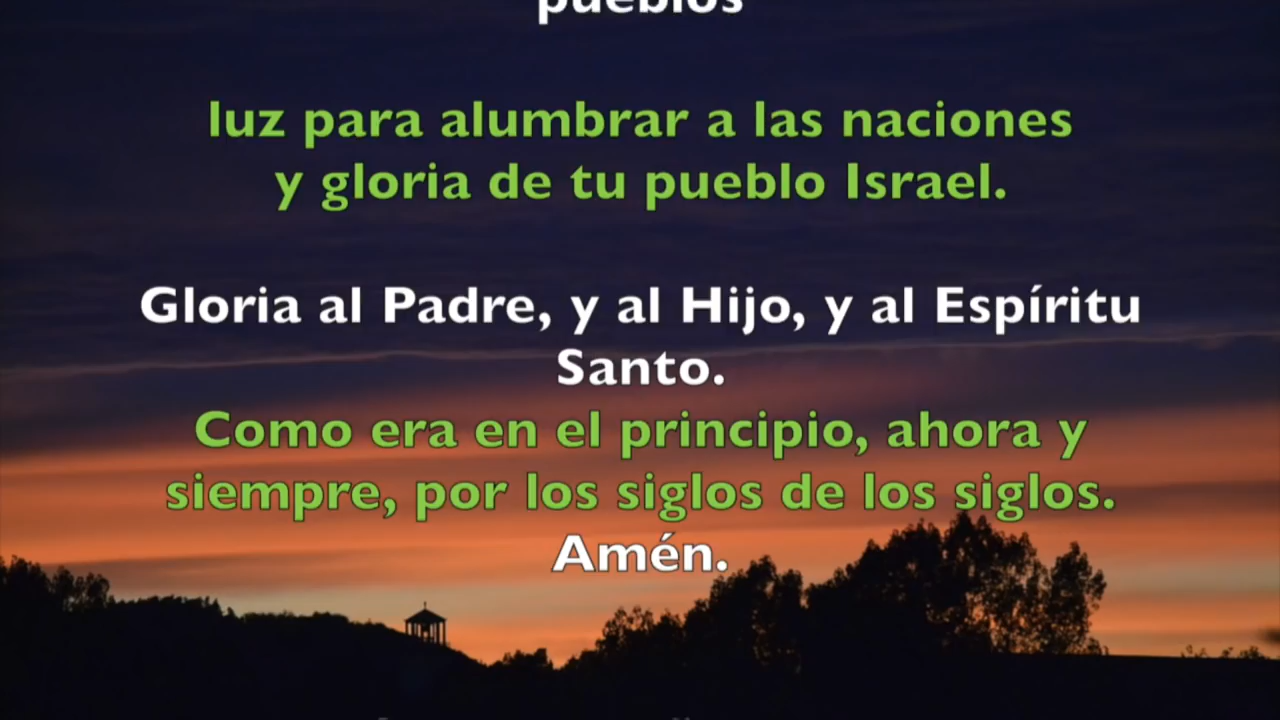 pueblos
luz para alumbrar a las naciones
y gloria de tu pueblo Israel.
Gloria al Padre, y al Hijo, y al Espíritu
Santo.
Como era en el principio, ahora y
siempre, por los siglos de los siglos.
Amén.